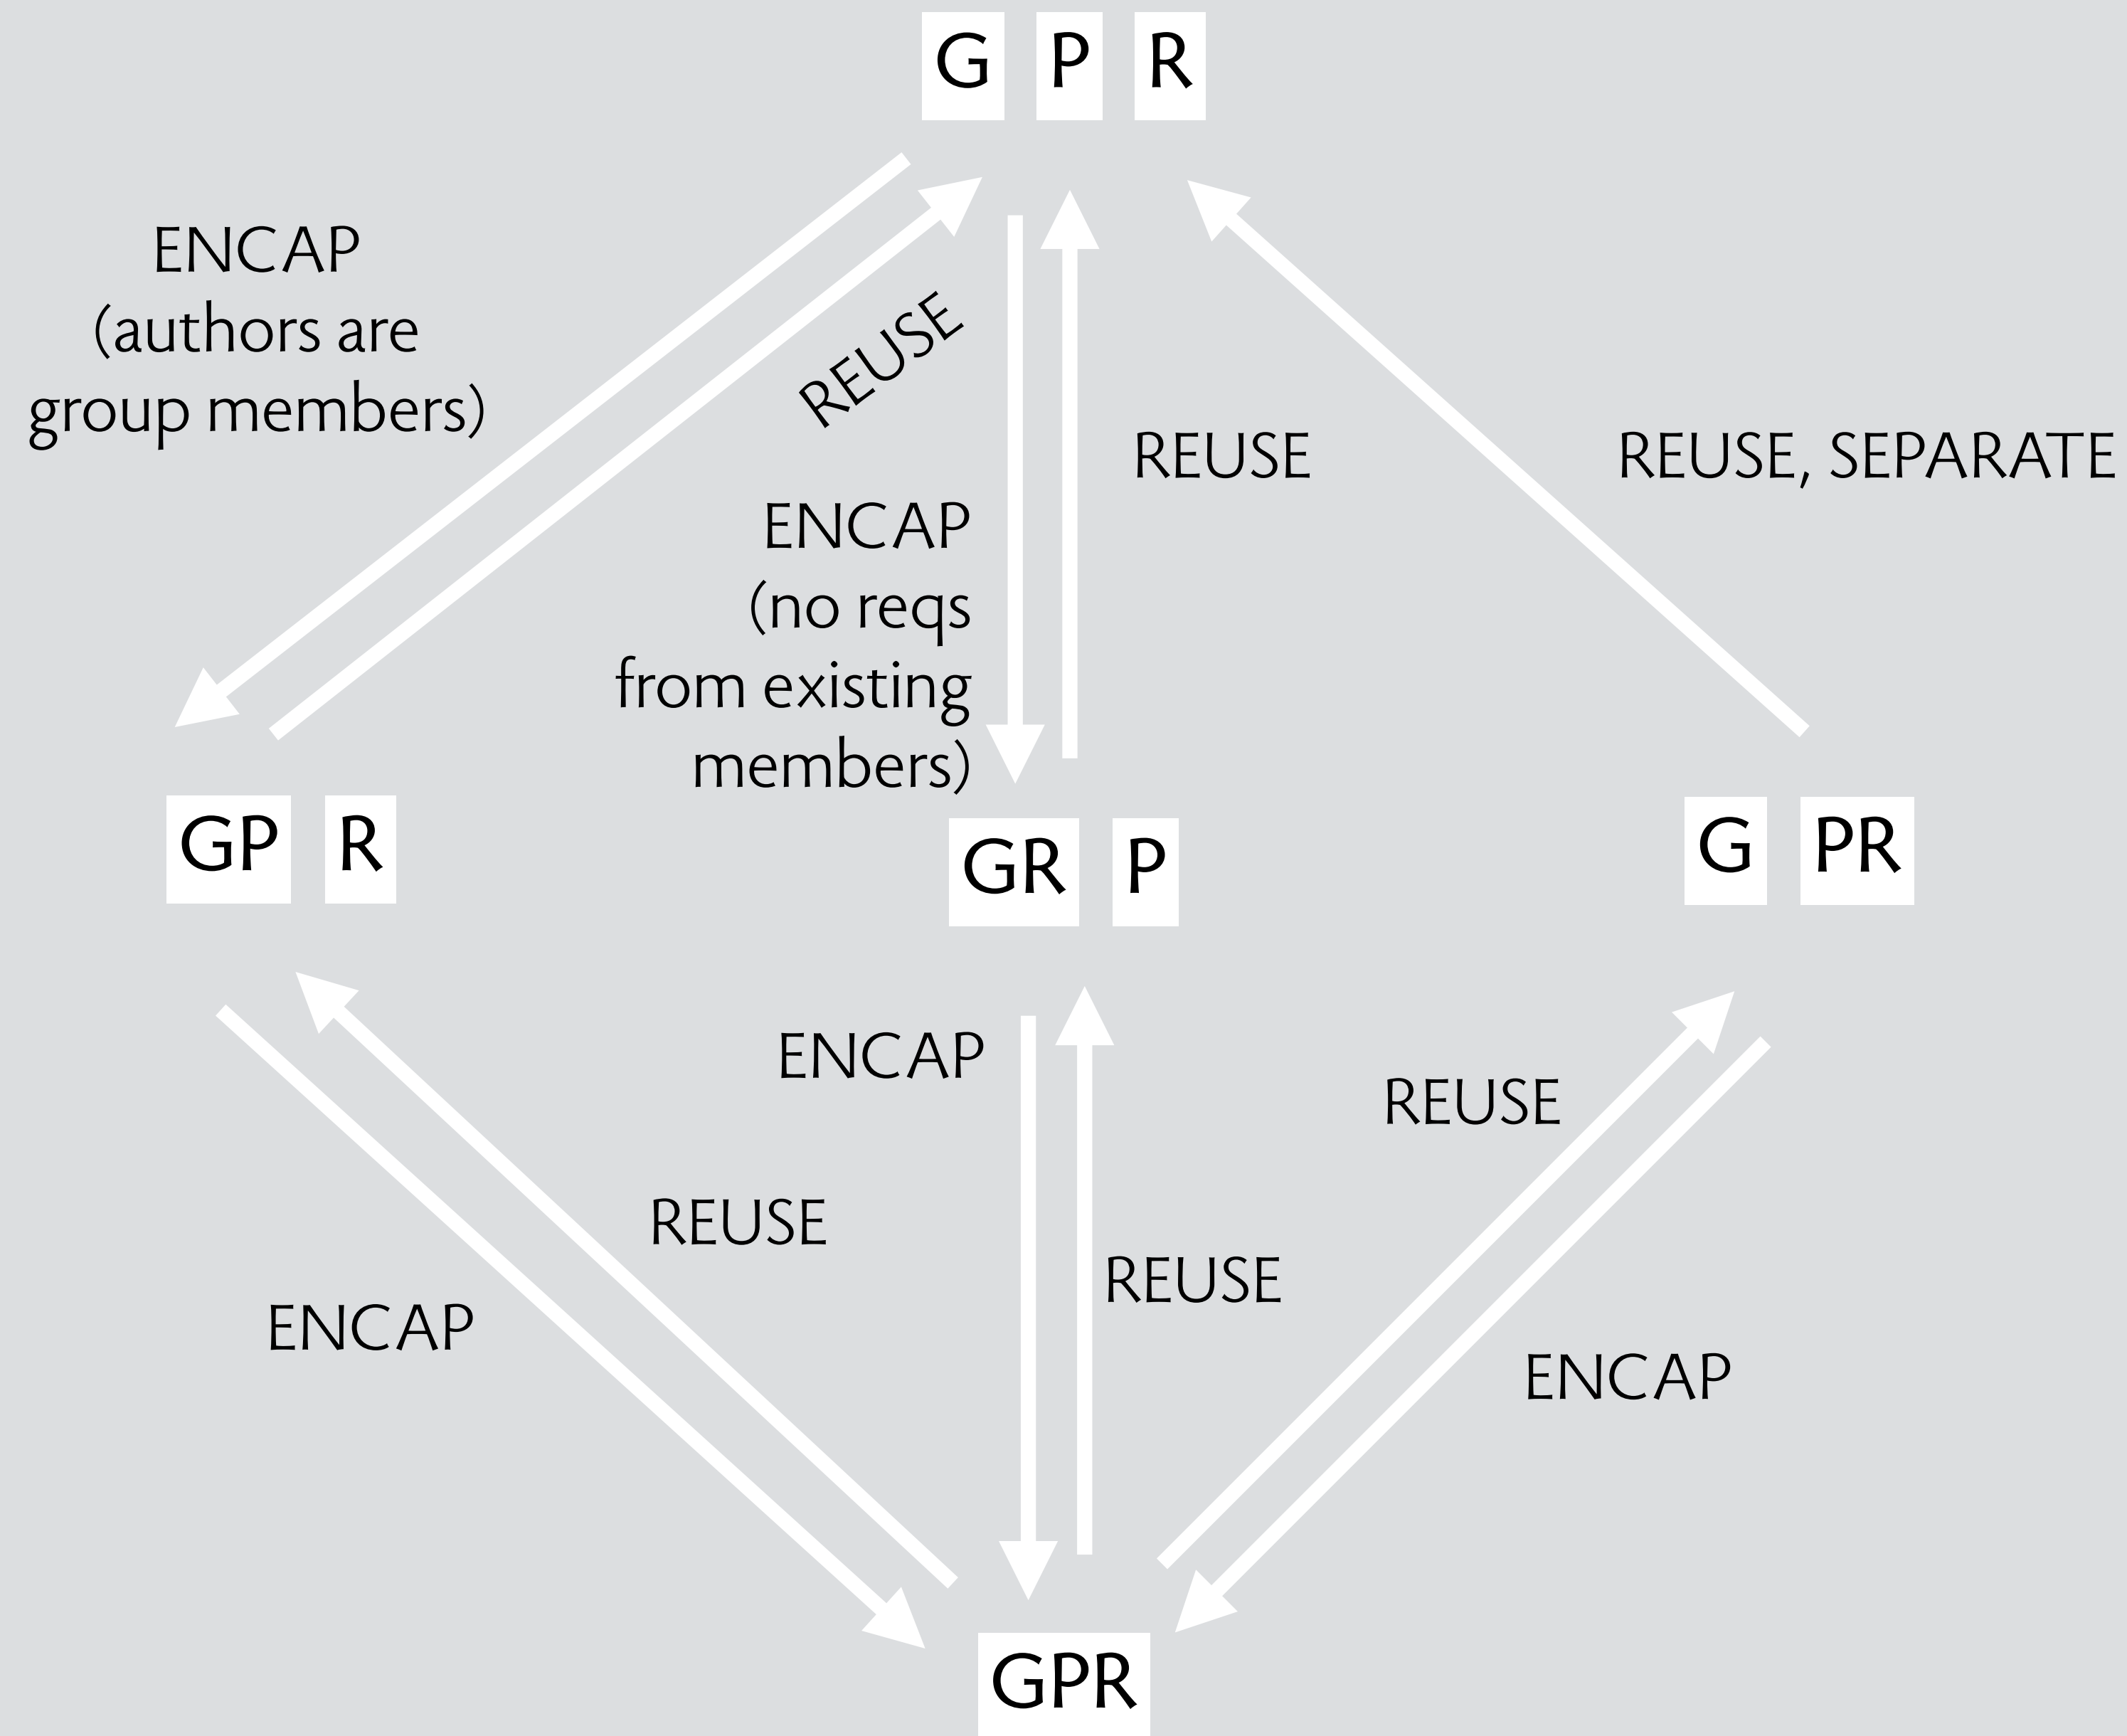 G P R
ENCAP
(authors are
group members)
REUSE
REUSE
REUSE, SEPARATE
ENCAP
(no reqs
from existing
members)
GP R
GR P
G PR
ENCAP
REUSE
REUSE
REUSE
ENCAP
ENCAP
GPR